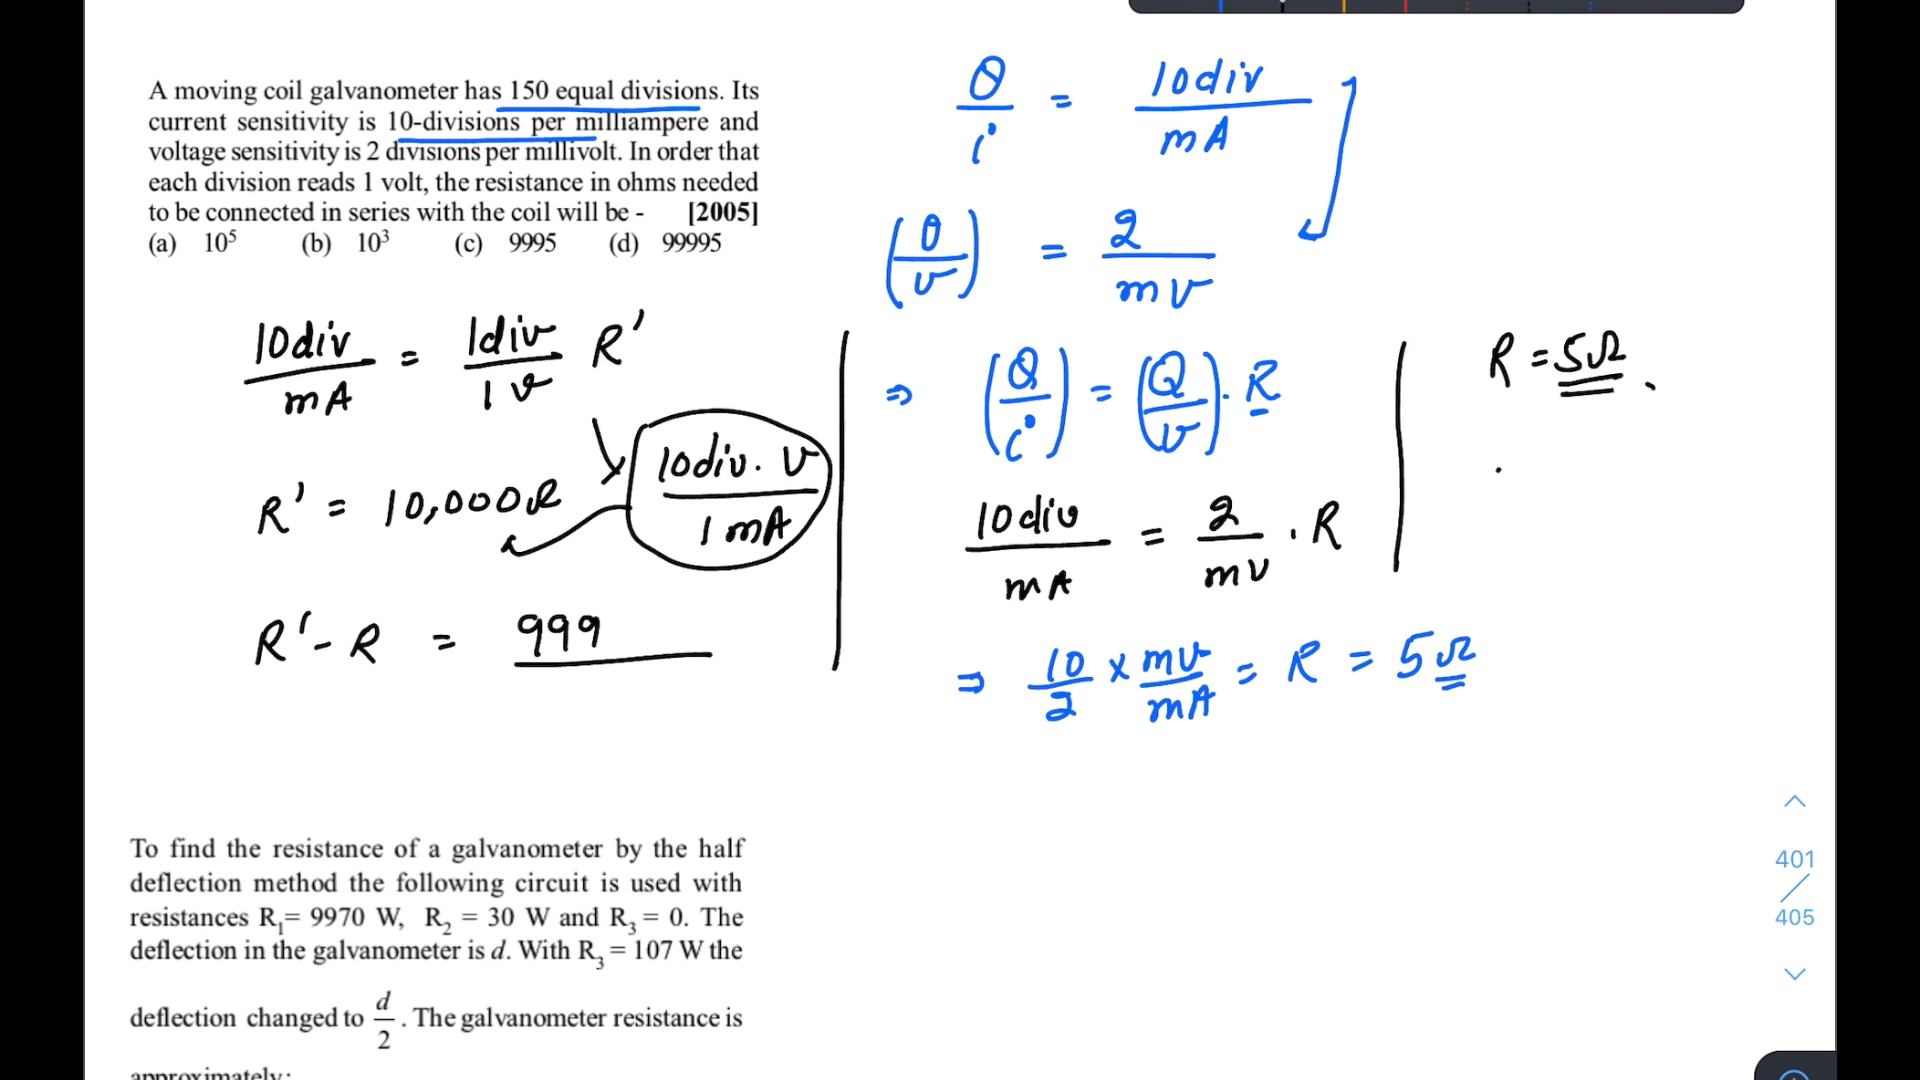 A moving coil galvanometer has 150 equal divisions. Its
current sensitivity is 10-divisions per milliampere and
voltage sensitivity is 2 divisions per millivolt. In order that
each division reads 1 volt, the resistance in ohms needed
to be connected in series with the coil will be - [2005]
(a) 10⁵ (b) 10³ (c) 9995 (d) 99995
10div/mA = 1div/1v R'
10div. v/1mA
R' = 10,000Ω
R' - R = 999
θ/i = 10div/mA
(θ/v) = 2/mv
⇒ (θ/i) = (θ/v). R
10div/mA = 2/mv . R
⇒ 10/2 × mv/mA = R = 5Ω
R = 5Ω.
To find the resistance of a galvanometer by the half
deflection method the following circuit is used with
resistances R₁= 9970 W, R₂ = 30 W and R₃ = 0. The
deflection in the galvanometer is d. With R₃ = 107 W the
deflection changed to d/2. The galvanometer resistance is
approximately:
401
/
405